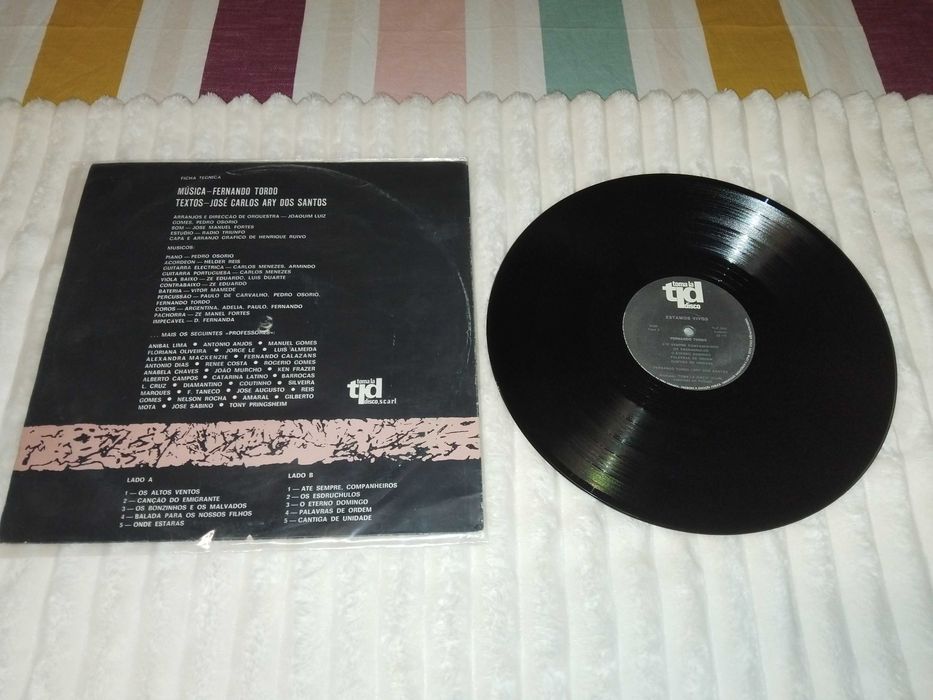 FICHA TECNICA
MÚSICA—FERNANDO TORDO
TEXTOS—JOSÉ CARLOS ARY DOS SANTOS
ARRANJOS E DIRECÇÃO DE ORQUESTRA — JOAQUIM LUIZ
GOMES, PEDRO OSORIO
SOM — JOSE MANUEL FORTES
ESTUDIO — RADIO TRIUNFO
CAPA E ARRANJO GRAFICO DE HENRIQUE RUIVO
MUSICOS:
PIANO — PEDRO OSORIO
ACORDEON — HELDER REIS
GUITARRA ELECTRICA — CARLOS MENEZES, ARMINDO
GUITARRA PORTUGUESA — CARLOS MENEZES
VIOLA BAIXO — ZE EDUARDO, LUIS DUARTE
CONTRABAIXO — ZE EDUARDO
BATERIA — VITOR MAMEDE
PERCUSSÃO — PAULO DE CARVALHO, PEDRO OSORIO,
FERNANDO TORDO
COROS — ARGENTINA, ADELIA, PAULO, FERNANDO
PACHORRA — ZE MANEL FORTES
IMPECAVEL — D. FERNANDA
... MAIS OS SEGUINTES «PROFESSORES»:
ANIBAL LIMA • ANTONIO ANJOS • MANUEL GOMES
FLORIANA OLIVEIRA • JORGE LE • LUIS ALMEIDA
ALEXANDRA MACKENZIE • FERNANDO CALAZANS
ANTONIO DIAS • RENEE COSTA • ROGERIO GOMES
ANABELA CHAVES • JOÃO MURCHO • KEN FRAZER
ALBERTO CAMPOS • CATARINA LATINO • BARROCAS
L. CRUZ • DIAMANTINO • COUTINHO • SILVEIRA
MARQUES • F. TANECO • JOSE AUGUSTO • REIS
GOMES • NELSON ROCHA • AMARAL • GILBERTO
MOTA • JOSE SABINO • TONY PRINGSHEIM
toma lá
tld
disco, s.c.a.r.l
LADO A
1 — OS ALTOS VENTOS
2 — CANÇÃO DO EMIGRANTE
3 — OS BONZINHOS E OS MALVADOS
4 — BALADA PARA OS NOSSOS FILHOS
5 — ONDE ESTARAS
LADO B
1 — ATE SEMPRE, COMPANHEIROS
2 — OS ESDRUCHULOS
3 — O ETERNO DOMINGO
4 — PALAVRAS DE ORDEM
5 — CANTIGA DE UNIDADE
toma lá
tld
disco
ESTAMOS VIVOS
FERNANDO TORDO